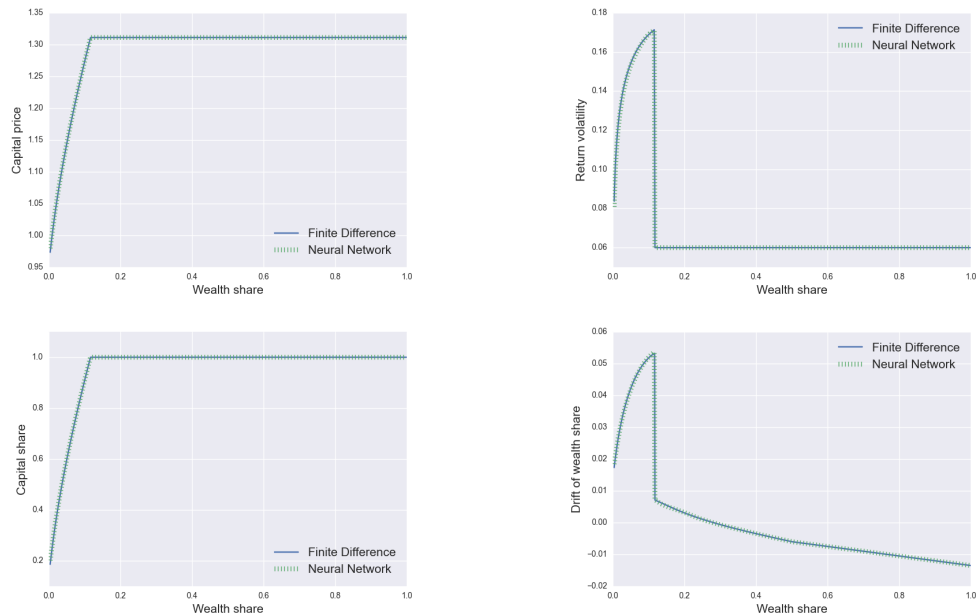 Capital price
1.35
1.30
1.25
1.20
1.15
1.10
1.05
1.00
0.95
Finite Difference
Neural Network
0.0 0.2 0.4 0.6 0.8 1.0
Wealth share
Return volatility
0.18
0.16
0.14
0.12
0.10
0.08
0.06
Finite Difference
Neural Network
0.0 0.2 0.4 0.6 0.8 1.0
Wealth share
Capital share
1.0
0.8
0.6
0.4
0.2
Finite Difference
Neural Network
0.0 0.2 0.4 0.6 0.8 1.0
Wealth share
Drift of wealth share
0.06
0.05
0.04
0.03
0.02
0.01
0.00
−0.01
−0.02
Finite Difference
Neural Network
0.0 0.2 0.4 0.6 0.8 1.0
Wealth share